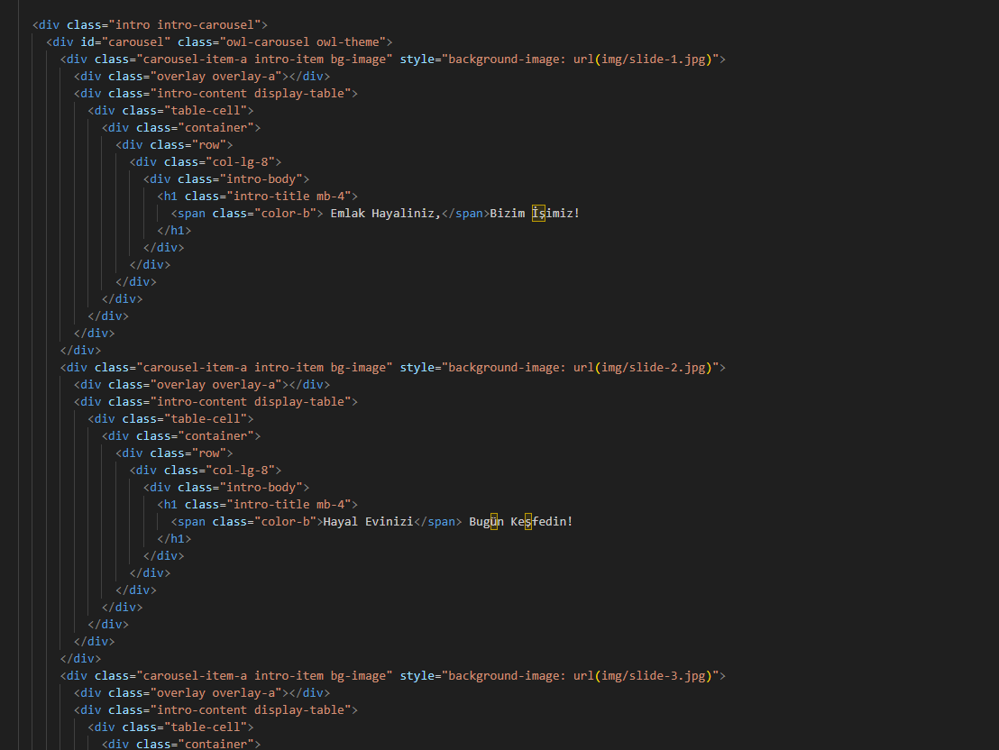 <div class="intro intro-carousel">
<div id="carousel" class="owl-carousel owl-theme">
<div class="carousel-item-a intro-item bg-image" style="background-image: url(img/slide-1.jpg)">
<div class="overlay overlay-a"></div>
<div class="intro-content display-table">
<div class="table-cell">
<div class="container">
<div class="row">
<div class="col-lg-8">
<div class="intro-body">
<h1 class="intro-title mb-4">
<span class="color-b"> Emlak Hayaliniz,</span>Bizim İşimiz!
</h1>
</div>
</div>
</div>
</div>
</div>
</div>
</div>
<div class="carousel-item-a intro-item bg-image" style="background-image: url(img/slide-2.jpg)">
<div class="overlay overlay-a"></div>
<div class="intro-content display-table">
<div class="table-cell">
<div class="container">
<div class="row">
<div class="col-lg-8">
<div class="intro-body">
<h1 class="intro-title mb-4">
<span class="color-b">Hayal Evinizi</span> Bugün Keşfedin!
</h1>
</div>
</div>
</div>
</div>
</div>
</div>
</div>
<div class="carousel-item-a intro-item bg-image" style="background-image: url(img/slide-3.jpg)">
<div class="overlay overlay-a"></div>
<div class="intro-content display-table">
<div class="table-cell">
<div class="container">